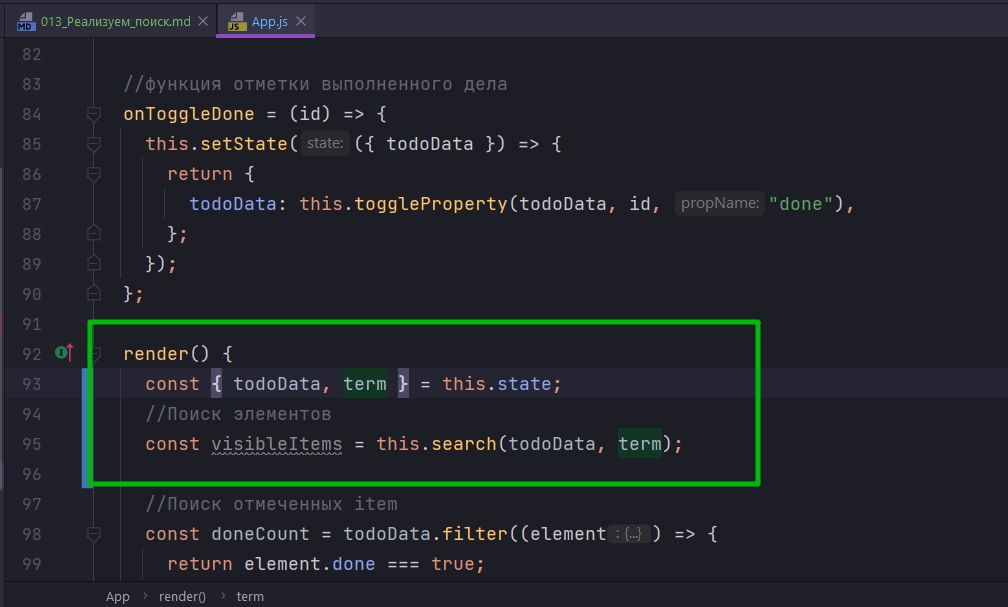 013_Реализуем_поиск.md App.js
82
83 //функция отметки выполненного дела
84 onToggleDone = (id) => {
85 this.setState( state: ({ todoData }) => {
86 return {
87 todoData: this.toggleProperty(todoData, id, propName: "done"),
88 };
89 });
90 };
91
92 render() {
93 const { todoData, term } = this.state;
94 //Поиск элементов
95 const visibleItems = this.search(todoData, term);
96
97 //Поиск отмеченных item
98 const doneCount = todoData.filter((element : {...} ) => {
99 return element.done === true;
App › render() › term